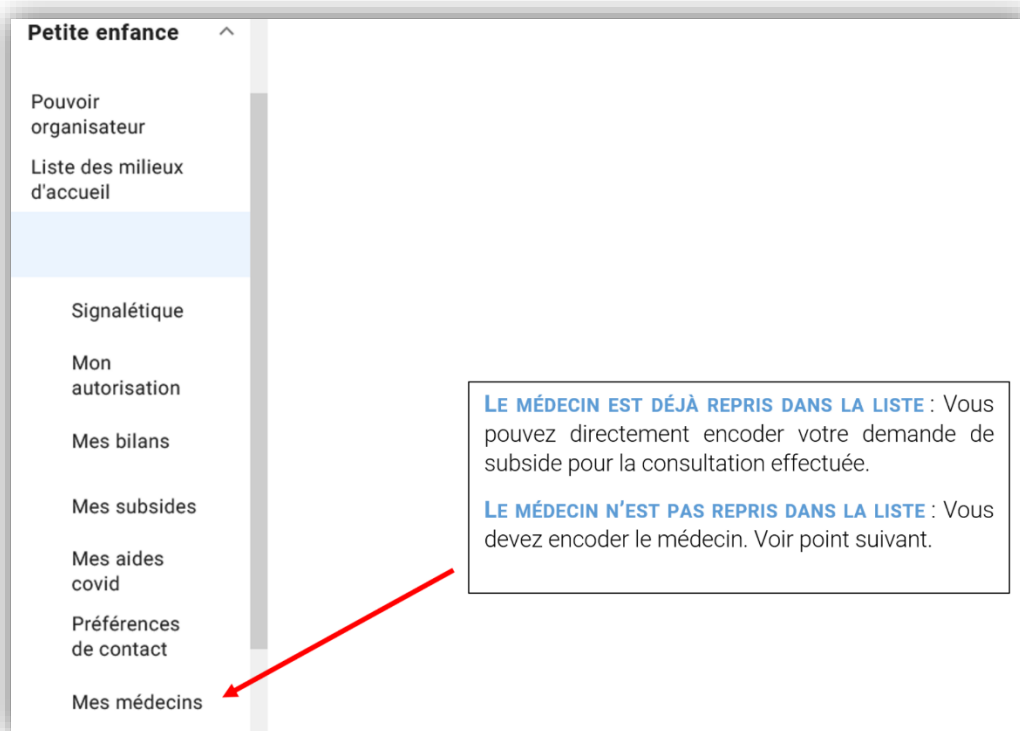 Petite enfance
Pouvoir
organisateur
Liste des milieux
d'accueil
Signalétique
Mon
autorisation
Mes bilans
Mes subsides
Mes aides
covid
Préférences
de contact
Mes médecins
LE MÉDECIN EST DÉJÀ REPRIS DANS LA LISTE : Vous
pouvez directement encoder votre demande de
subside pour la consultation effectuée.
LE MÉDECIN N'EST PAS REPRIS DANS LA LISTE : Vous
devez encoder le médecin. Voir point suivant.